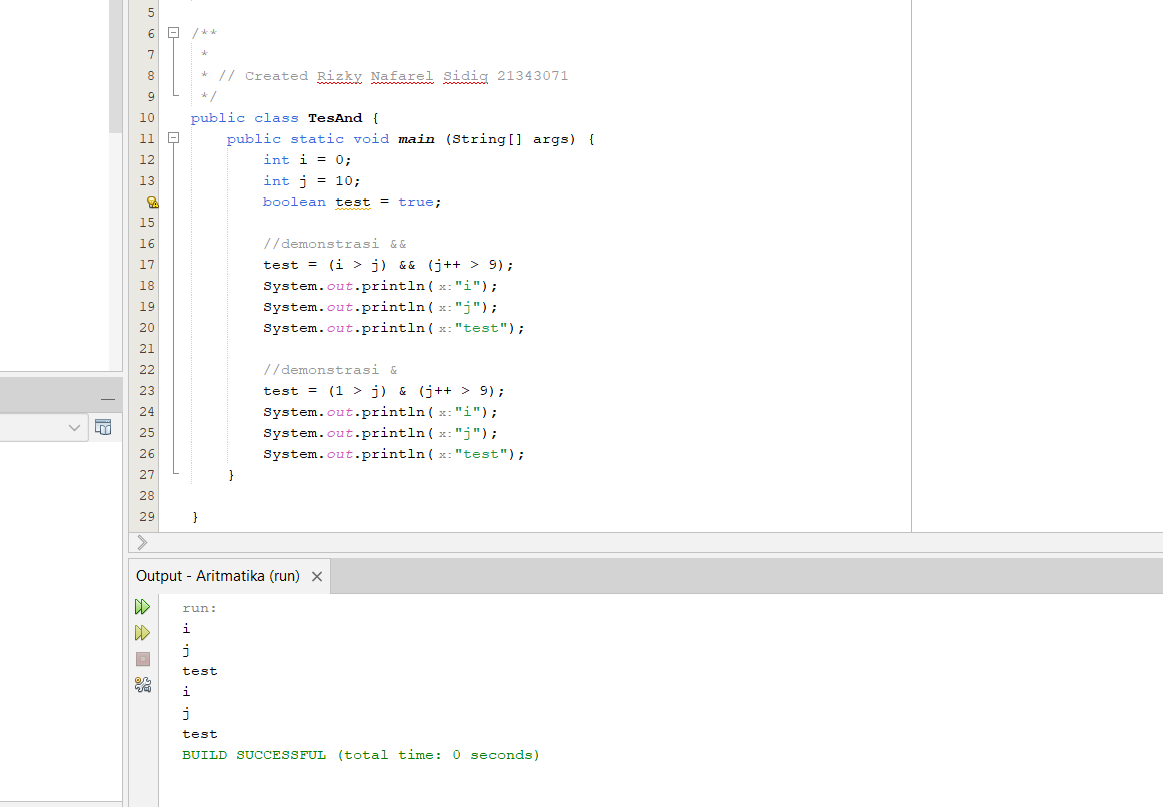 5
6 /**
7 *
8 * // Created Rizky Nafarel Sidiq 21343071
9 */
10 public class TesAnd {
11 public static void main (String[] args) {
12 int i = 0;
13 int j = 10;
boolean test = true;
15
16 //demonstrasi &&
17 test = (i > j) && (j++ > 9);
18 System.out.println( x:"i");
19 System.out.println( x:"j");
20 System.out.println( x:"test");
21
22 //demonstrasi &
23 test = (1 > j) & (j++ > 9);
24 System.out.println( x:"i");
25 System.out.println( x:"j");
26 System.out.println( x:"test");
27 }
28
29 }
Output - Aritmatika (run)
run:
i
j
test
i
j
test
BUILD SUCCESSFUL (total time: 0 seconds)